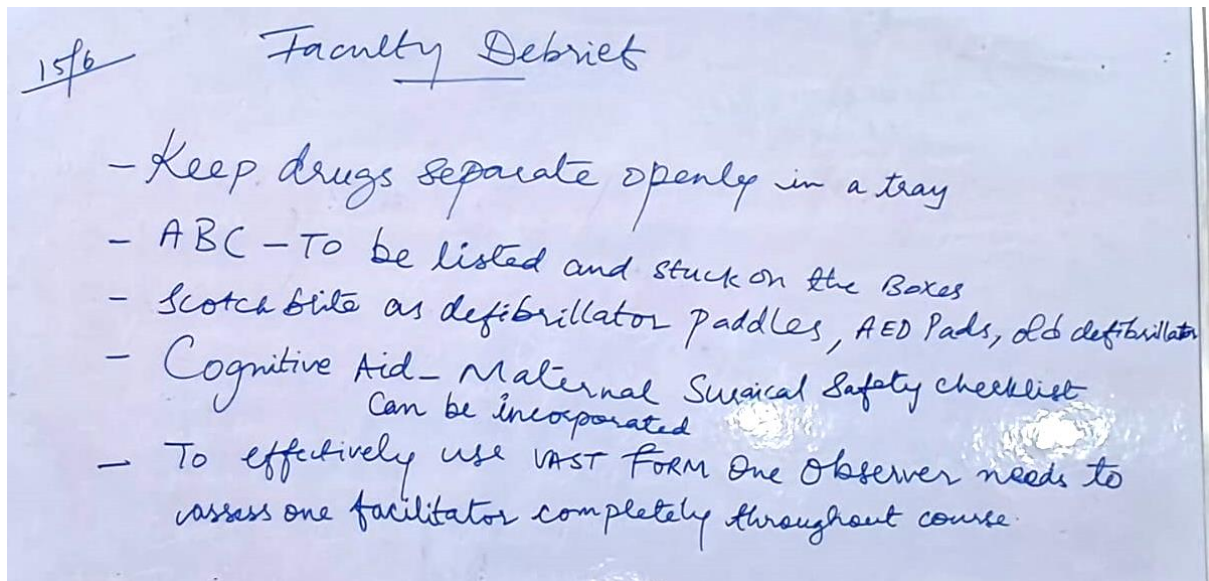 15/6
Faculty Debrief
- Keep drugs separate openly in a tray
- ABC - To be listed and stuck on the Boxes
- Scotch brite as defibrillator paddles, AED Pads, old defibrillator
- Cognitive Aid - Maternal Surgical Safety checklist
Can be incorporated
- To effectively use VAST FORM One Observer needs to
assess one facilitator completely throughout course.